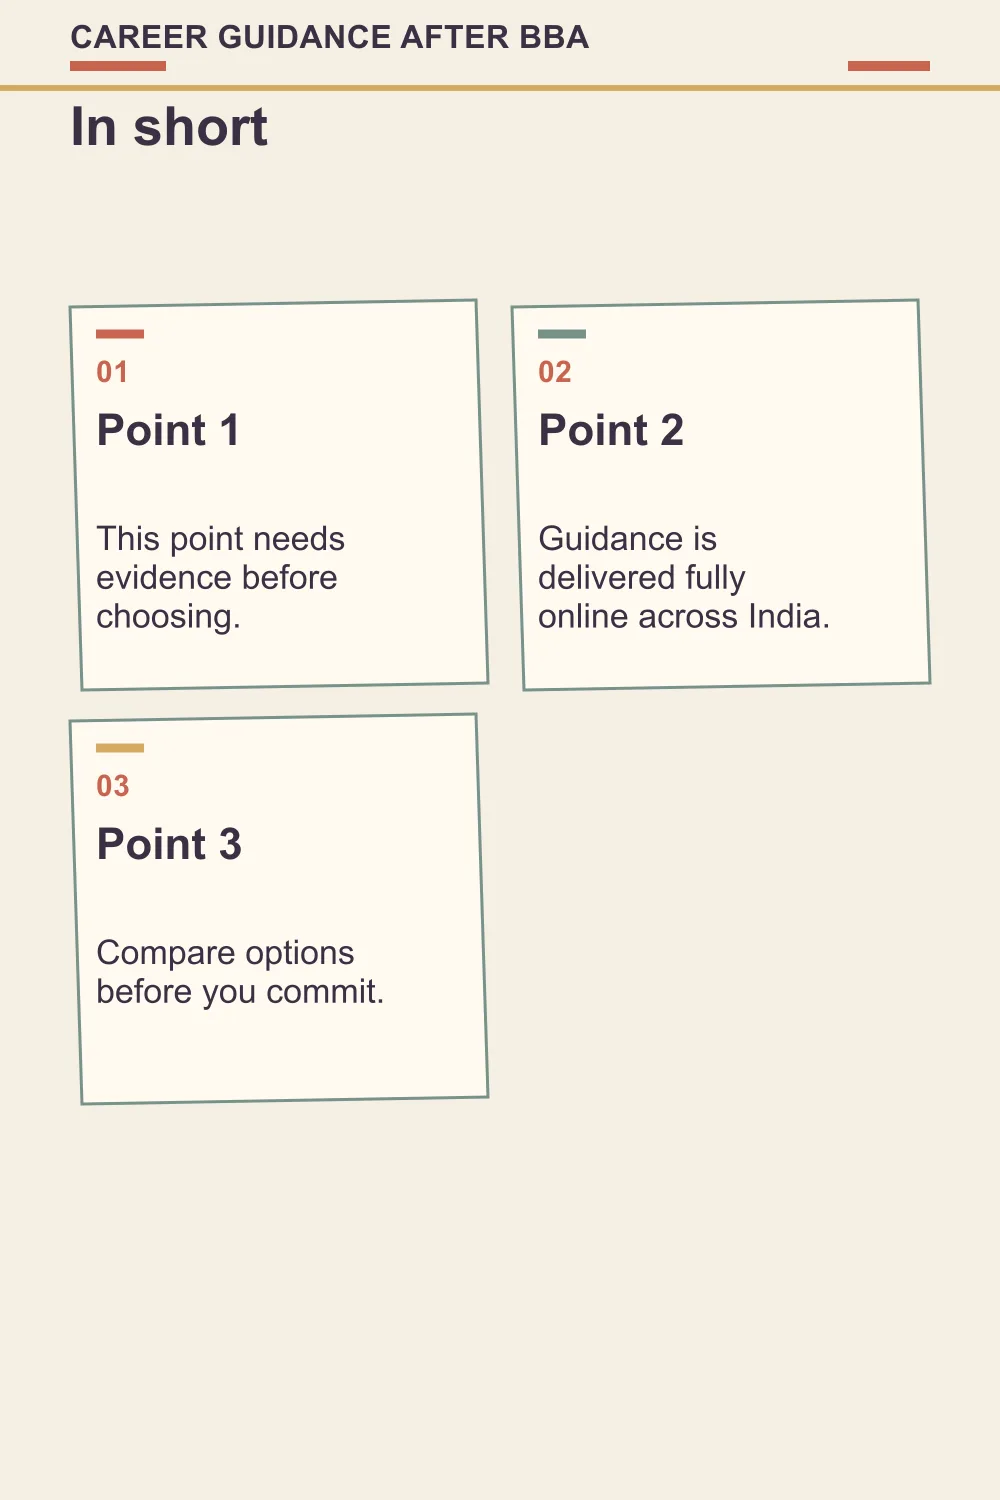 CAREER GUIDANCE AFTER BBA
In short
01
Point 1
This point needs
evidence before
choosing.
02
Point 2
Guidance is
delivered fully
online across India.
03
Point 3
Compare options
before you commit.